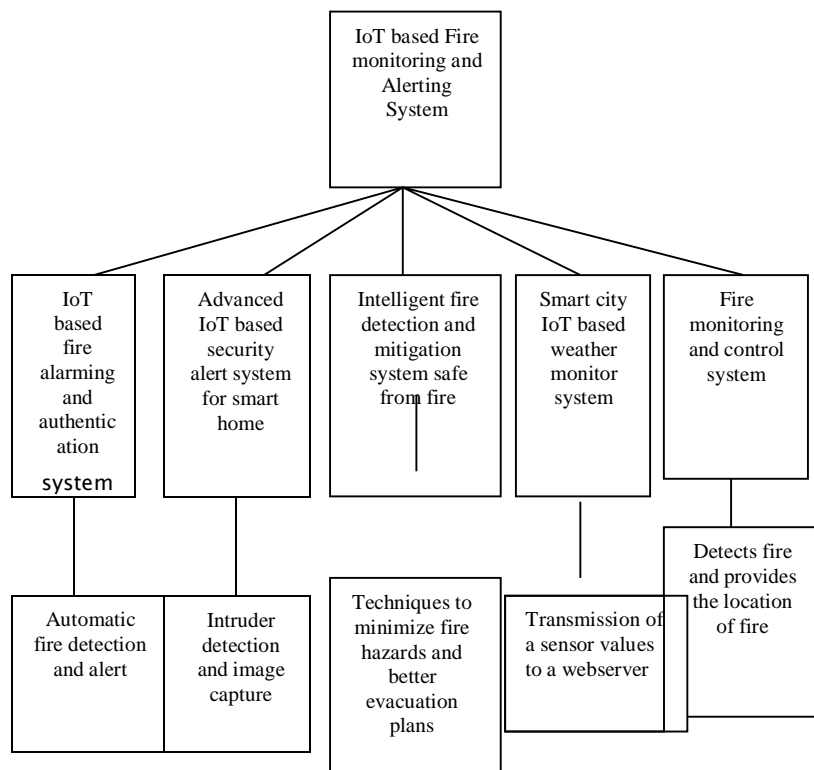 IoT based Fire
monitoring and
Alerting
System
IoT
based
fire
alarming
and
authentic
ation
system
Advanced
IoT based
security
alert system
for smart
home
Intelligent fire
detection and
mitigation
system safe
from fire
Smart city
IoT based
weather
monitor
system
Fire
monitoring
and control
system
Automatic
fire detection
and alert
Intruder
detection
and image
capture
Techniques to
minimize fire
hazards and
better
evacuation
plans
Transmission of
a sensor values
to a webserver
Detects fire
and provides
the location
of fire